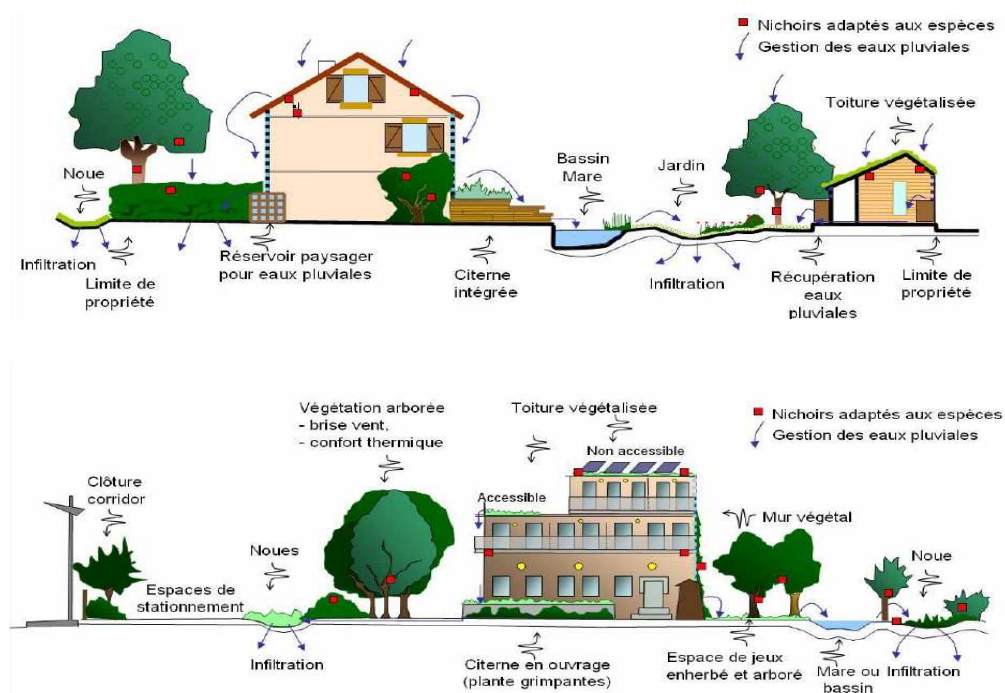 Nichoirs adaptés aux espèces
Gestion des eaux pluviales
Toiture végétalisée
Noue
Bassin
Mare
Jardin
Infiltration
Limite de
propriété
Réservoir paysager
pour eaux pluviales
Citerne
intégrée
Infiltration
Récupération
eaux
pluviales
Limite de
propriété
Végétation arborée
- brise vent,
- confort thermique
Toiture végétalisée
Nichoirs adaptés aux espèces
Gestion des eaux pluviales
Non accessible
Clôture
corridor
Accessible
Mur végétal
Noues
Noue
Espaces de
stationnement
Infiltration
Citerne en ouvrage
(plante grimpantes)
Espace de jeux
enherbé et arboré
Mare ou
bassin
Infiltration